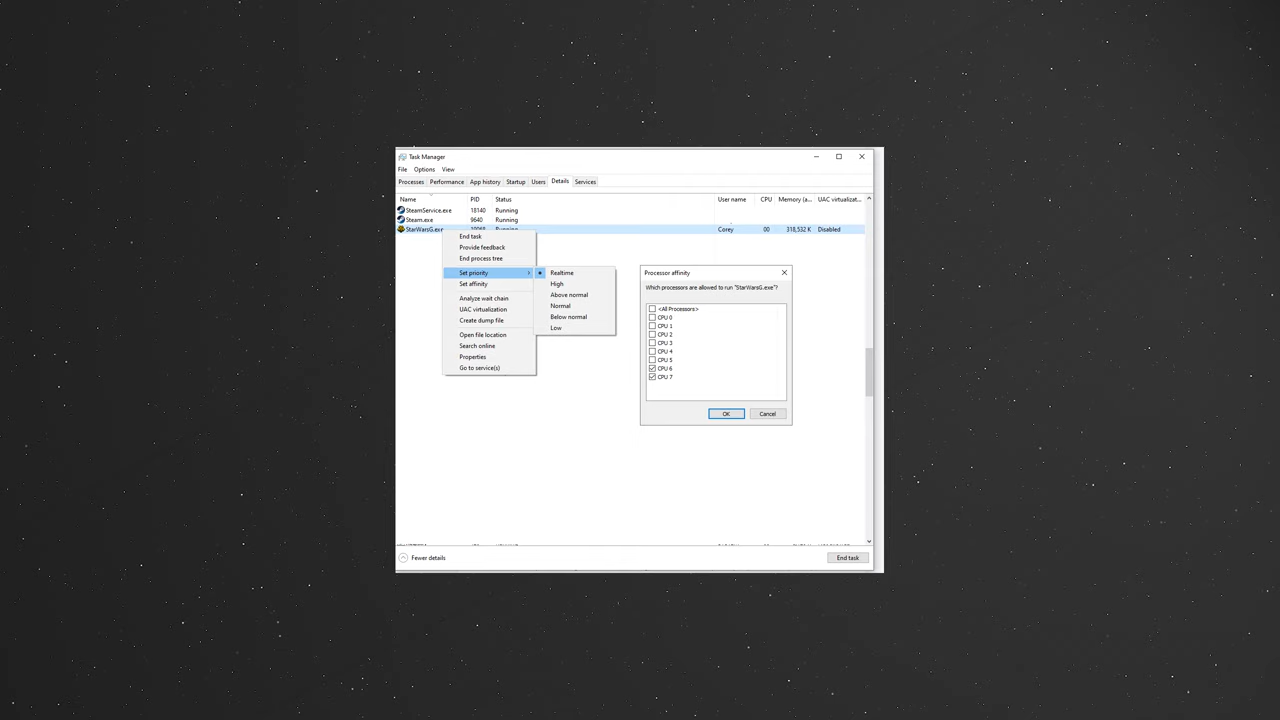 Task Manager
File Options View
Processes Performance App history Startup Users Details Services
Name PID Status User name CPU Memory (a... UAC virtualizat...
SteamService.exe 18140 Running
Steam.exe 9640 Running
StarWarsG.exe Running Corey 00 318,532 K Disabled
End task
Provide feedback
End process tree
Set priority
Set affinity
Analyze wait chain
UAC virtualization
Create dump file
Open file location
Search online
Properties
Go to service(s)
Realtime
High
Above normal
Normal
Below normal
Low
Processor affinity
Which processors are allowed to run "StarWarsG.exe"?
<All Processors>
CPU 0
CPU 1
CPU 2
CPU 3
CPU 4
CPU 5
CPU 6
CPU 7
OK Cancel
Fewer details End task